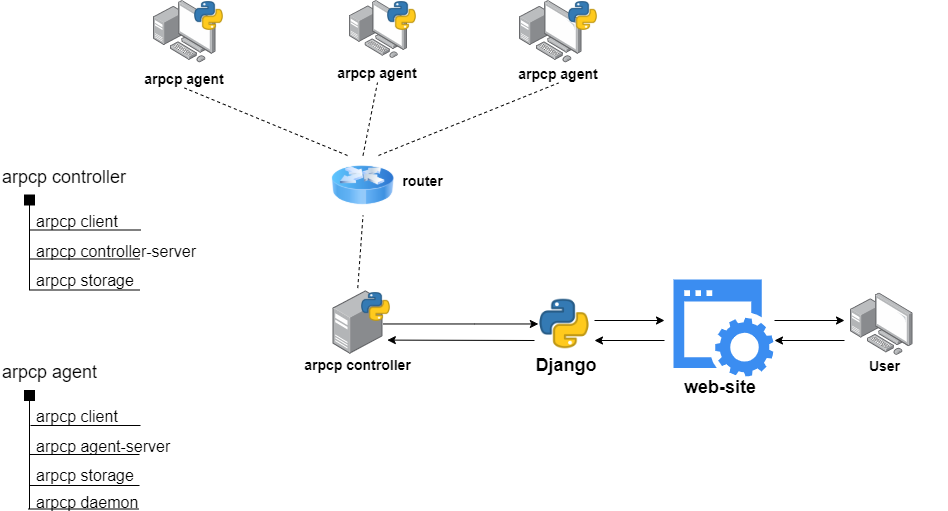 arpcp agent
arpcp agent
arpcp agent
router
arpcp controller
arpcp client
arpcp controller-server
arpcp storage
arpcp controller
Django
web-site
User
arpcp agent
arpcp client
arpcp agent-server
arpcp storage
arpcp daemon